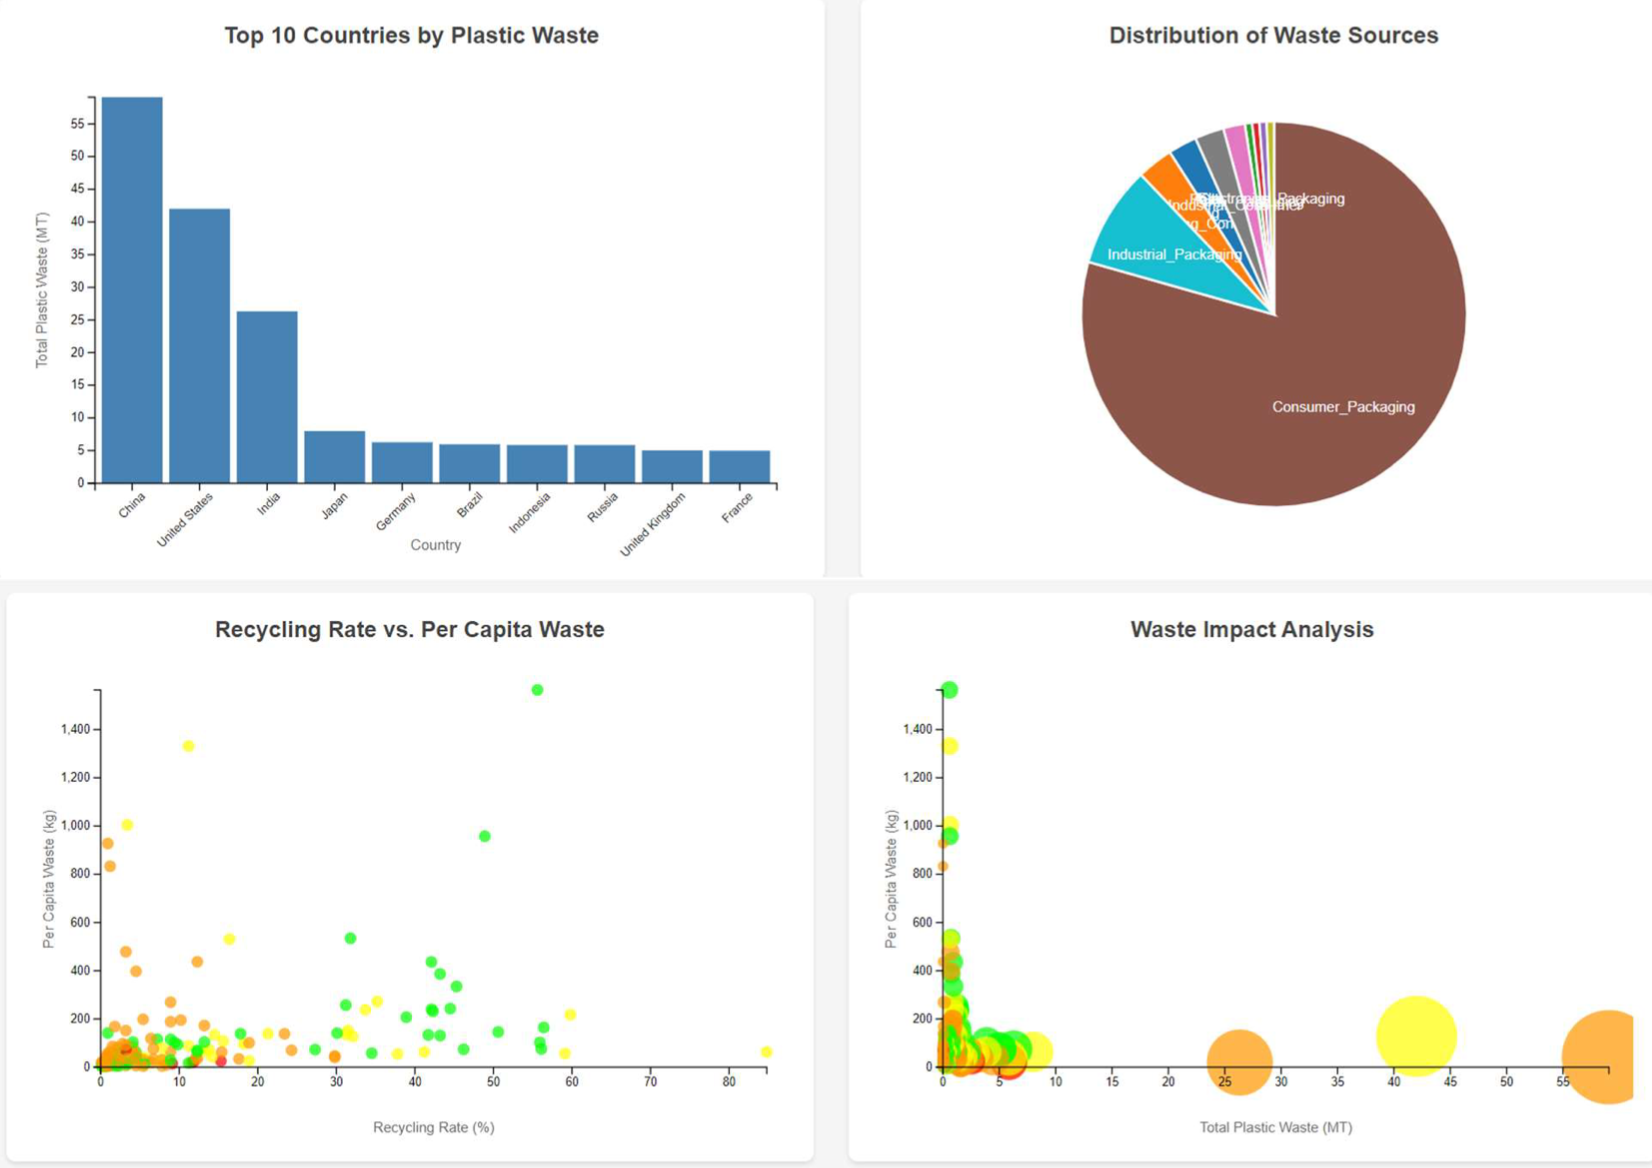 Top 10 Countries by Plastic Waste
55
50
45
40
35
30
25
20
15
10
5
0
Total Plastic Waste (MT)
China
United States
India
Japan
Germany
Brazil
Indonesia
Russia
United Kingdom
France
Country
Distribution of Waste Sources
Industrial_Packaging
Consumer_Packaging
Recycling Rate vs. Per Capita Waste
1,400
1,200
1,000
800
600
400
200
0
Per Capita Waste (kg)
0 10 20 30 40 50 60 70 80
Recycling Rate (%)
Waste Impact Analysis
1,400
1,200
1,000
800
600
400
200
0
Per Capita Waste (kg)
0 5 10 15 20 25 30 35 40 45 50 55
Total Plastic Waste (MT)